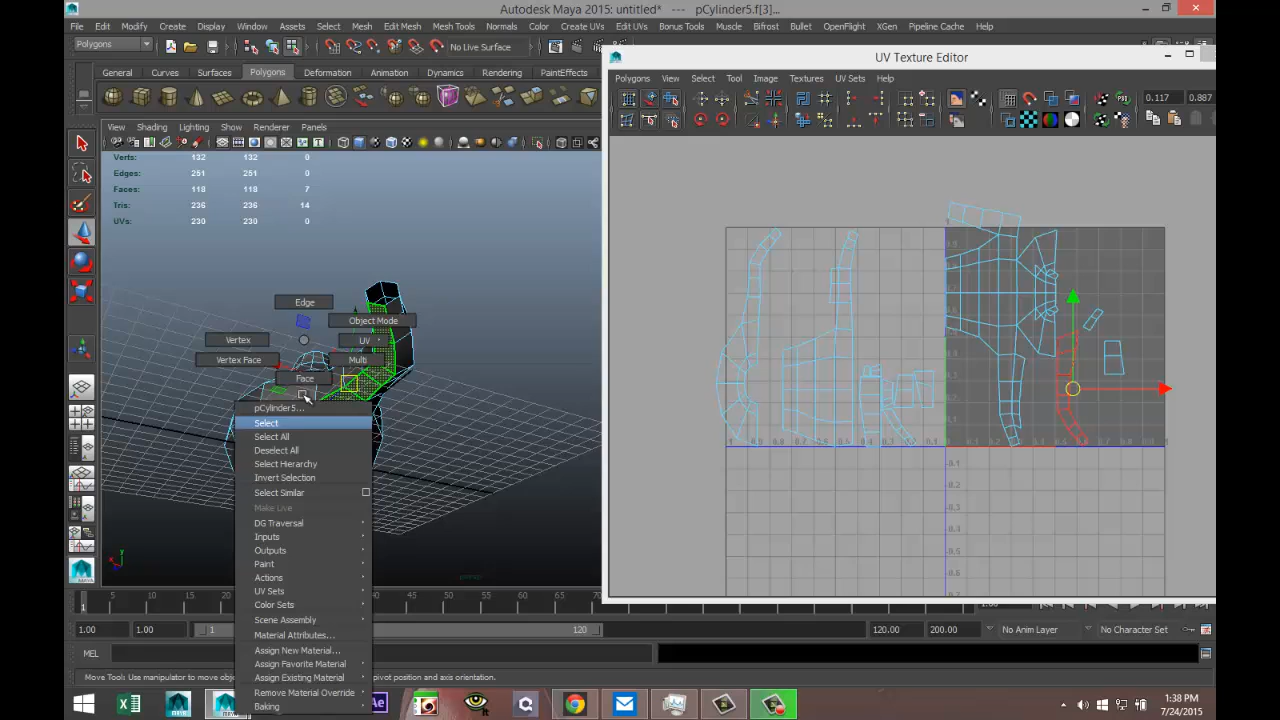 Autodesk Maya 2015: untitled* --- pCylinder5.f[3]...
File Edit Modify Create Display Window Assets Select Mesh Edit Mesh Mesh Tools Normals Color Create UVs Edit UVs Bonus Tools Muscle Bifrost Bullet OpenFlight XGen Pipeline Cache Help
Polygons
No Live Surface
General Curves Surfaces Polygons Deformation Animation Dynamics Rendering PaintEffects
View Shading Lighting Show Renderer Panels
Verts: 132 132 0
Edges: 251 251 0
Faces: 118 118 7
Tris: 236 236 14
UVs: 230 230 0
Edge
Object Mode
Vertex
UV
Vertex Face
Multi
Face
pCylinder5...
Select
Select All
Deselect All
Select Hierarchy
Invert Selection
Select Similar
Make Live
DG Traversal
Inputs
Outputs
Paint
Actions
UV Sets
Color Sets
Scene Assembly
Material Attributes...
Assign New Material...
Assign Favorite Material
Assign Existing Material
Remove Material Override
Baking
persp
UV Texture Editor
Polygons View Select Tool Image Textures UV Sets Help
0.117 0.887
5 10 15 20
1.00
1.00 1.00 1 120 120.00 200.00 No Anim Layer No Character Set
MEL
Move Tool: Use manipulator to move obje
pivot position and axis orientation.
1:38 PM
7/24/2015